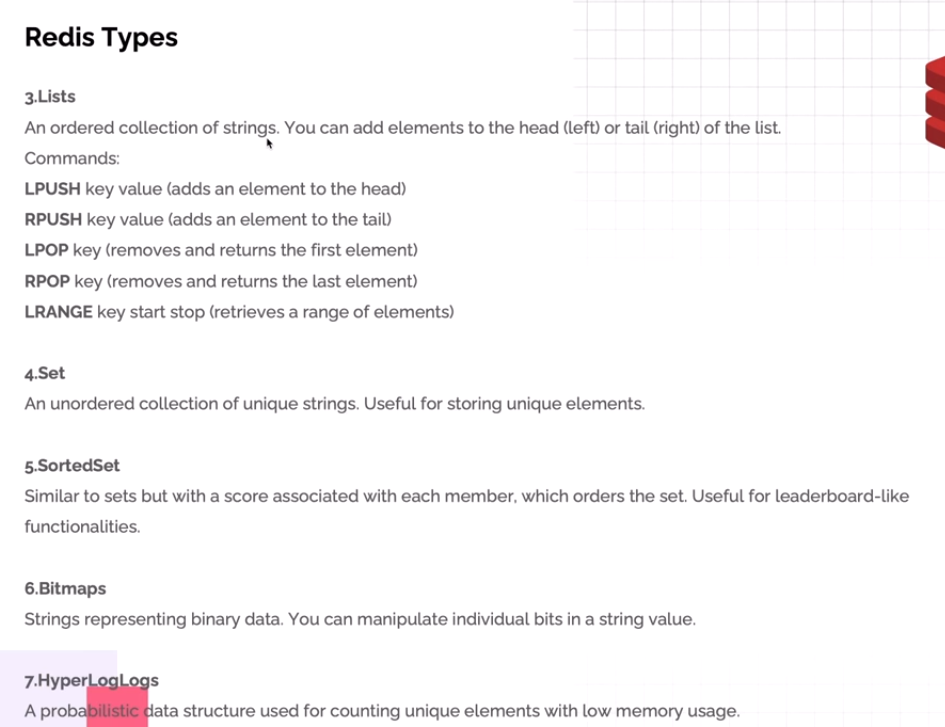 Redis Types
3.Lists
An ordered collection of strings. You can add elements to the head (left) or tail (right) of the list.
Commands:
LPUSH key value (adds an element to the head)
RPUSH key value (adds an element to the tail)
LPOP key (removes and returns the first element)
RPOP key (removes and returns the last element)
LRANGE key start stop (retrieves a range of elements)
4.Set
An unordered collection of unique strings. Useful for storing unique elements.
5.SortedSet
Similar to sets but with a score associated with each member, which orders the set. Useful for leaderboard-like
functionalities.
6.Bitmaps
Strings representing binary data. You can manipulate individual bits in a string value.
7.HyperLogLogs
A probabilistic data structure used for counting unique elements with low memory usage.